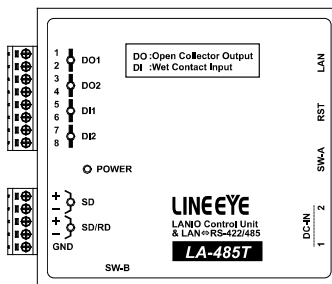 1
2
3
4
5
6
7
8
DO1
DO2
DI1
DI2
DO :Open Collector Output
DI :Wet Contact Input
LAN
RST
SW-A
POWER
+
-
+
-
GND
SD
SD/RD
SW-B
LINEEYE
LANIO Control Unit
& LAN⇔RS-422/485
LA-485T
DC-IN
1 2